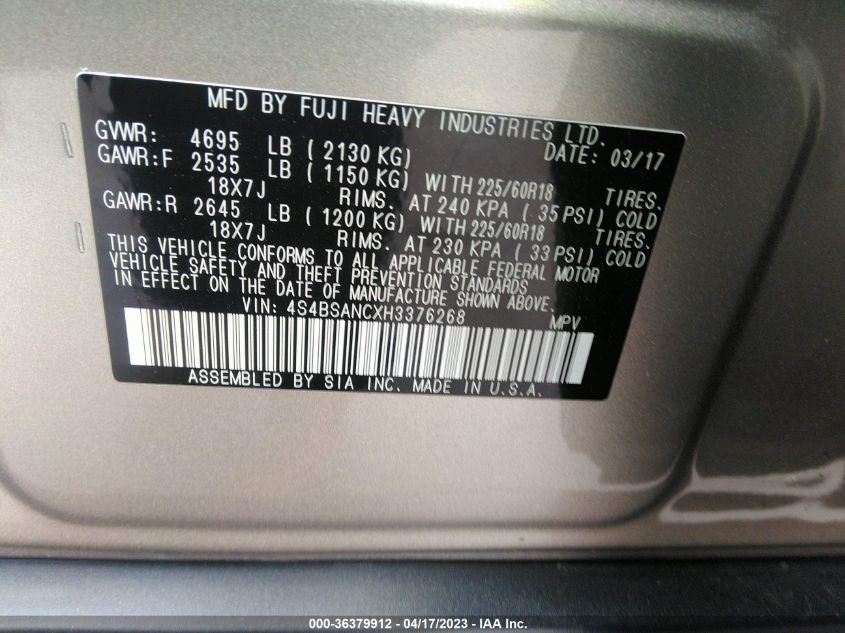 MFD BY FUJI HEAVY INDUSTRIES LTD.
GVWR: 4695 LB ( 2130 KG) DATE: 03/17
GAWR:F 2535 LB ( 1150 KG) WITH 225/60R18 TIRES.
18X7J RIMS. AT 240 KPA ( 35 PSI) COLD
GAWR:R 2645 LB ( 1200 KG) WITH 225/60R18 TIRES.
18X7J RIMS. AT 230 KPA ( 33 PSI) COLD
THIS VEHICLE CONFORMS TO ALL APPLICABLE FEDERAL MOTOR
VEHICLE SAFETY AND THEFT PREVENTION STANDARDS
IN EFFECT ON THE DATE OF MANUFACTURE SHOWN ABOVE.
VIN: 4S4BSANCXH3376268 MPV
ASSEMBLED BY SIA INC. MADE IN U.S.A.
000-36379912 - 04/17/2023 - IAA Inc.